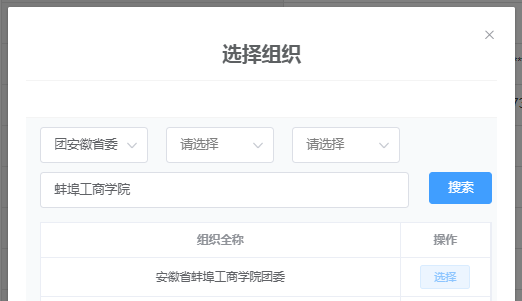 选择组织
团安徽省委 请选择 请选择
蚌埠工商学院 搜索
组织全称 操作
安徽省蚌埠工商学院团委 选择